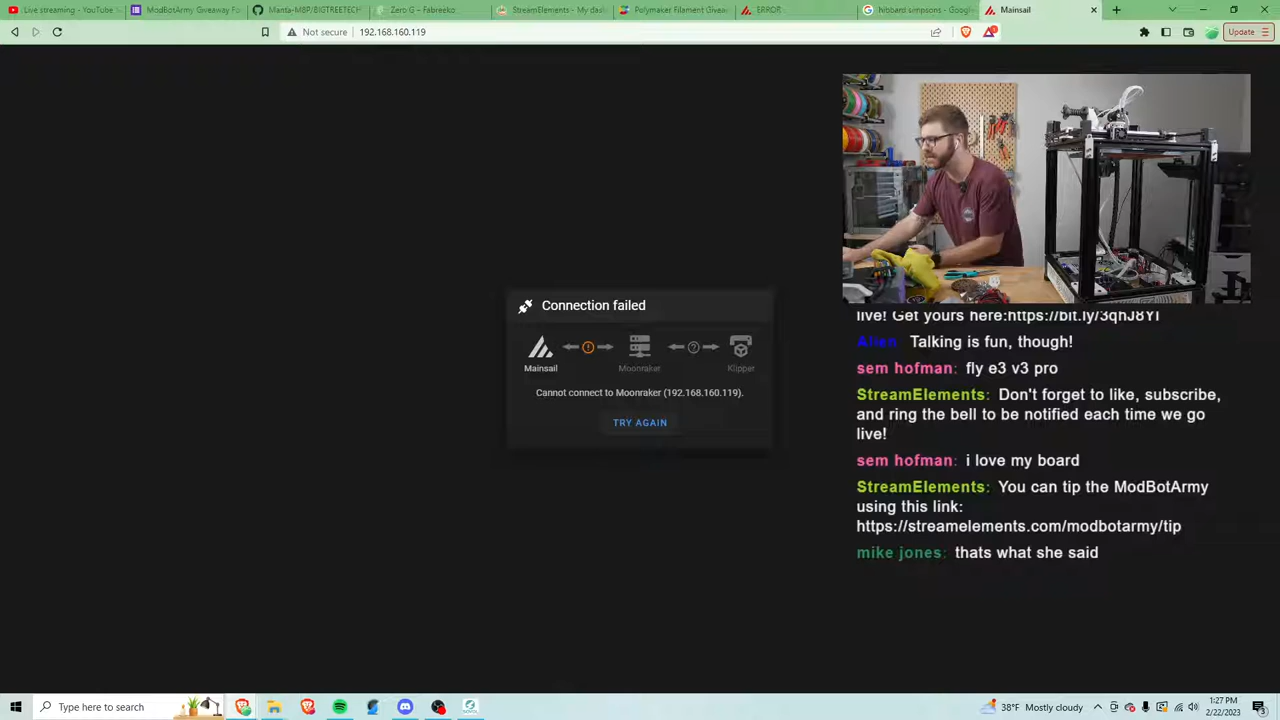 Live streaming - YouTube S
ModBotArmy Giveaway Fo
Manta-M8P/BIGTREETECH
Zero G – Fabreeko
StreamElements - My dash
Polymaker Filament Givea
ERROR
hibbard simpsons - Google
Mainsail
Not secure
192.168.160.119
Update
Connection failed
Mainsail
Moonraker
Klipper
Cannot connect to Moonraker (192.168.160.119).
TRY AGAIN
live! Get yours here:https://bit.ly/3qhJ8YI
Allen: Talking is fun, though!
sem hofman: fly e3 v3 pro
StreamElements: Don't forget to like, subscribe,
and ring the bell to be notified each time we go
live!
sem hofman: i love my board
StreamElements: You can tip the ModBotArmy
using this link:
https://streamelements.com/modbotarmy/tip
mike jones: thats what she said
Type here to search
38°F Mostly cloudy
1:27 PM
2/22/2023
3